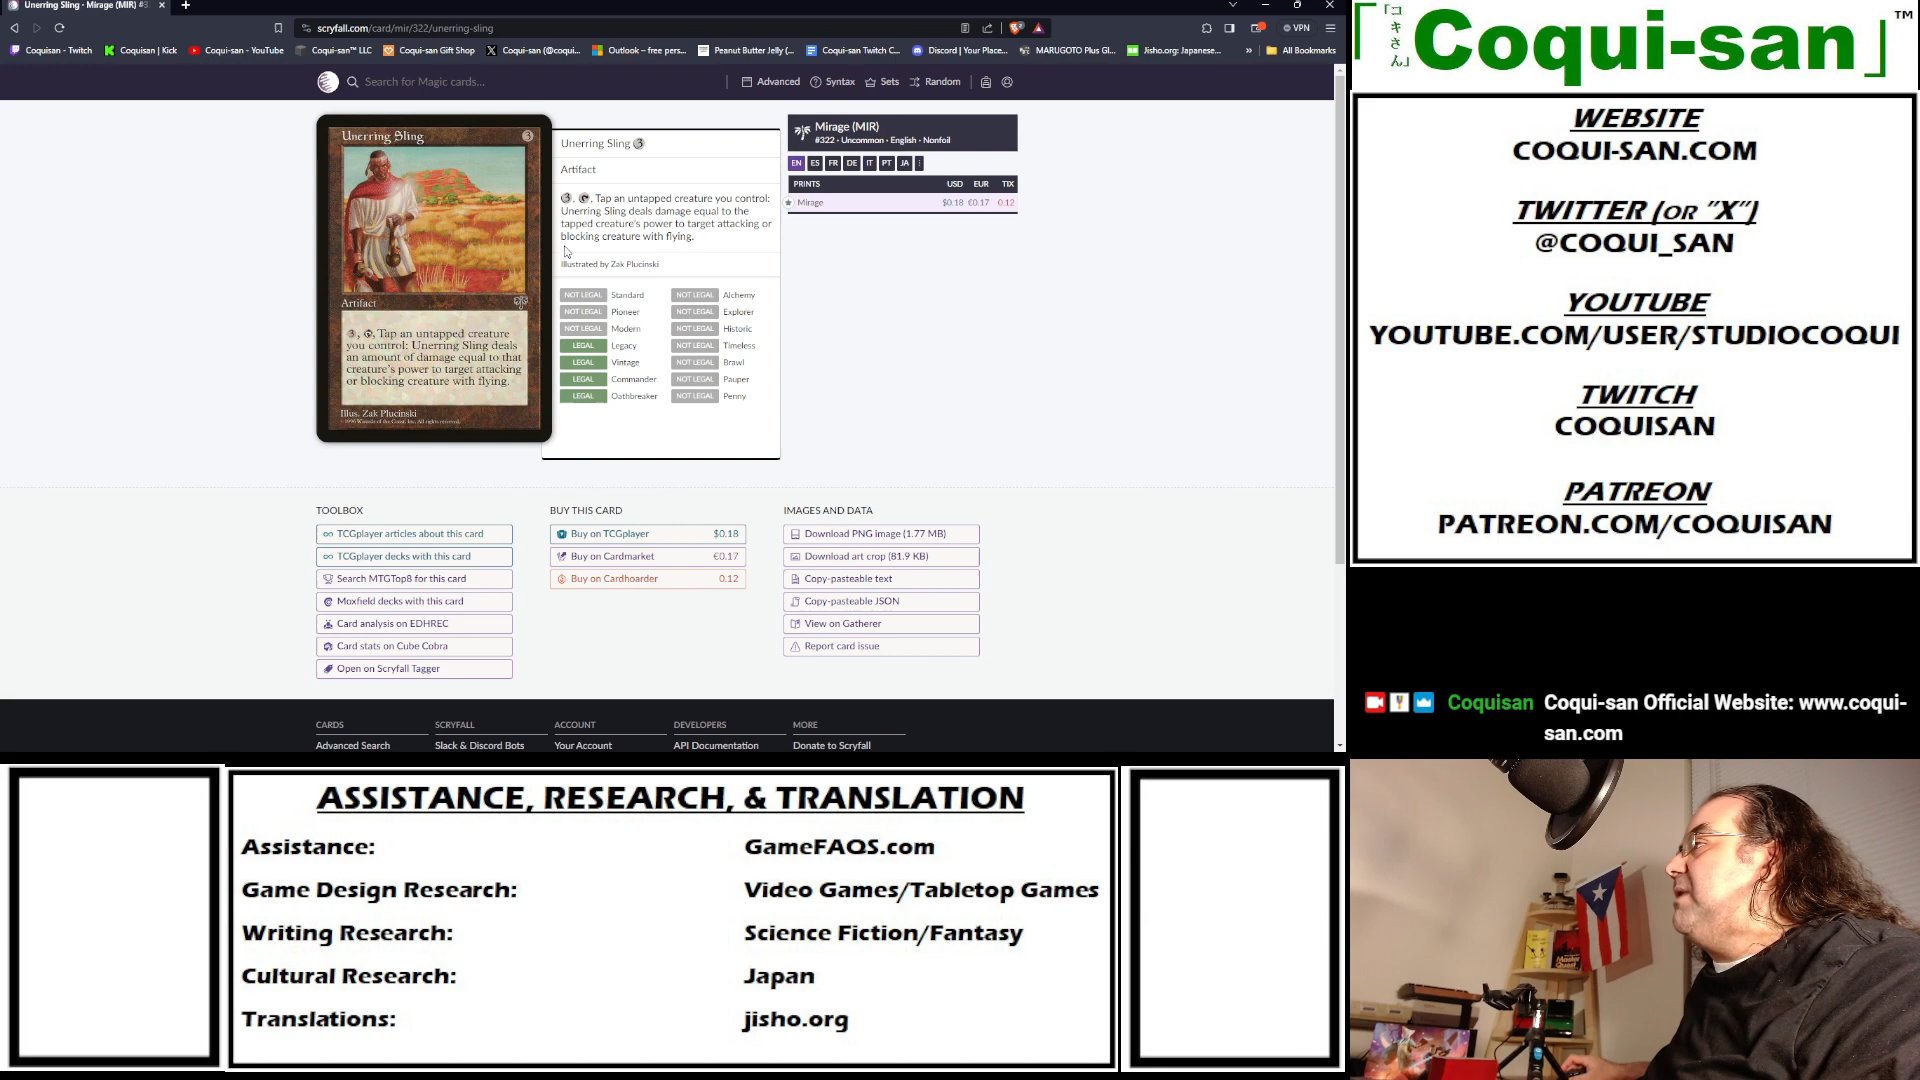 Unerring Sling · Mirage (MIR) #3
scryfall.com/card/mir/322/unerring-sling
VPN
Coquisan - Twitch
Coquisan | Kick
Coqui-san - YouTube
Coqui-san™ LLC
Coqui-san Gift Shop
Coqui-san (@coqui...
Outlook – free pers...
Peanut Butter Jelly (...
Coqui-san Twitch C...
Discord | Your Place...
MARUGOTO Plus Gl...
Jisho.org: Japanese...
»
All Bookmarks
Search for Magic cards...
Advanced
Syntax
Sets
Random
Unerring Sling 3
Artifact
3, , Tap an untapped creature
you control: Unerring Sling deals
an amount of damage equal to that
creature's power to target attacking
or blocking creature with flying.
Illus. Zak Plucinski
Unerring Sling 3
Artifact
3, , Tap an untapped creature you control:
Unerring Sling deals damage equal to the
tapped creature's power to target attacking or
blocking creature with flying.
Illustrated by Zak Plucinski
NOT LEGAL Standard NOT LEGAL Alchemy
NOT LEGAL Pioneer NOT LEGAL Explorer
NOT LEGAL Modern NOT LEGAL Historic
LEGAL Legacy NOT LEGAL Timeless
LEGAL Vintage NOT LEGAL Brawl
LEGAL Commander NOT LEGAL Pauper
LEGAL Oathbreaker NOT LEGAL Penny
Mirage (MIR)
#322 · Uncommon · English · Nonfoil
EN ES FR DE IT PT JA
PRINTS USD EUR TIX
Mirage $0.18 €0.17 0.12
TOOLBOX
TCGplayer articles about this card
TCGplayer decks with this card
Search MTGTop8 for this card
Moxfield decks with this card
Card analysis on EDHREC
Card stats on Cube Cobra
Open on Scryfall Tagger
BUY THIS CARD
Buy on TCGplayer $0.18
Buy on Cardmarket €0.17
Buy on Cardhoarder 0.12
IMAGES AND DATA
Download PNG image (1.77 MB)
Download art crop (81.9 KB)
Copy-pasteable text
Copy-pasteable JSON
View on Gatherer
Report card issue
CARDS SCRYFALL ACCOUNT DEVELOPERS MORE
Advanced Search Slack & Discord Bots Your Account API Documentation Donate to Scryfall
「コキさん」
「Coqui-san」™
WEBSITE
COQUI-SAN.COM
TWITTER (OR "X")
@COQUI_SAN
YOUTUBE
YOUTUBE.COM/USER/STUDIOCOQUI
TWITCH
COQUISAN
PATREON
PATREON.COM/COQUISAN
Coquisan Coqui-san Official Website: www.coqui-
san.com
ASSISTANCE, RESEARCH, & TRANSLATION
Assistance: GameFAQS.com
Game Design Research: Video Games/Tabletop Games
Writing Research: Science Fiction/Fantasy
Cultural Research: Japan
Translations: jisho.org
Master
Quest